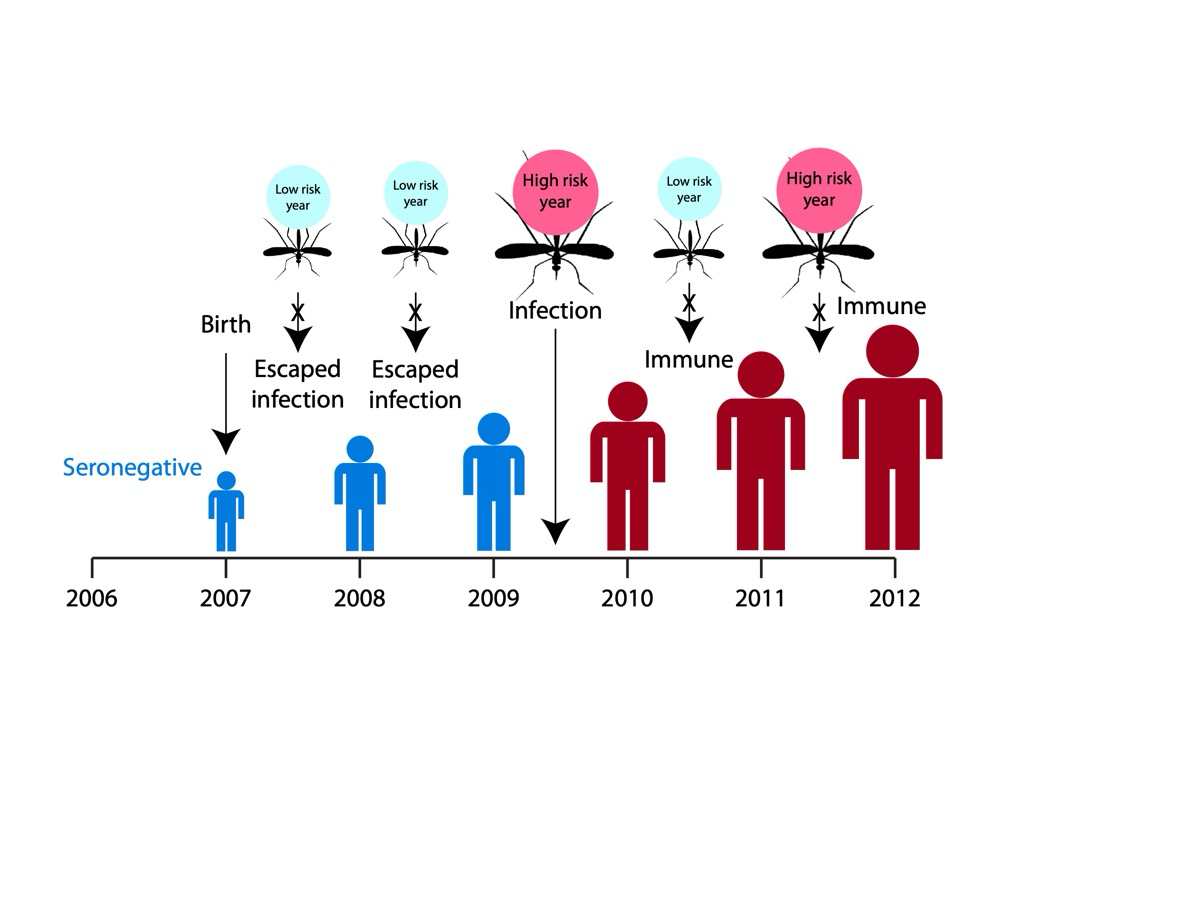 Low risk
year
Low risk
year
High risk
year
Low risk
year
High risk
year
Birth
X
Escaped
infection
X
Escaped
infection
Infection
X
Immune
X
Immune
Seronegative
2006
2007
2008
2009
2010
2011
2012